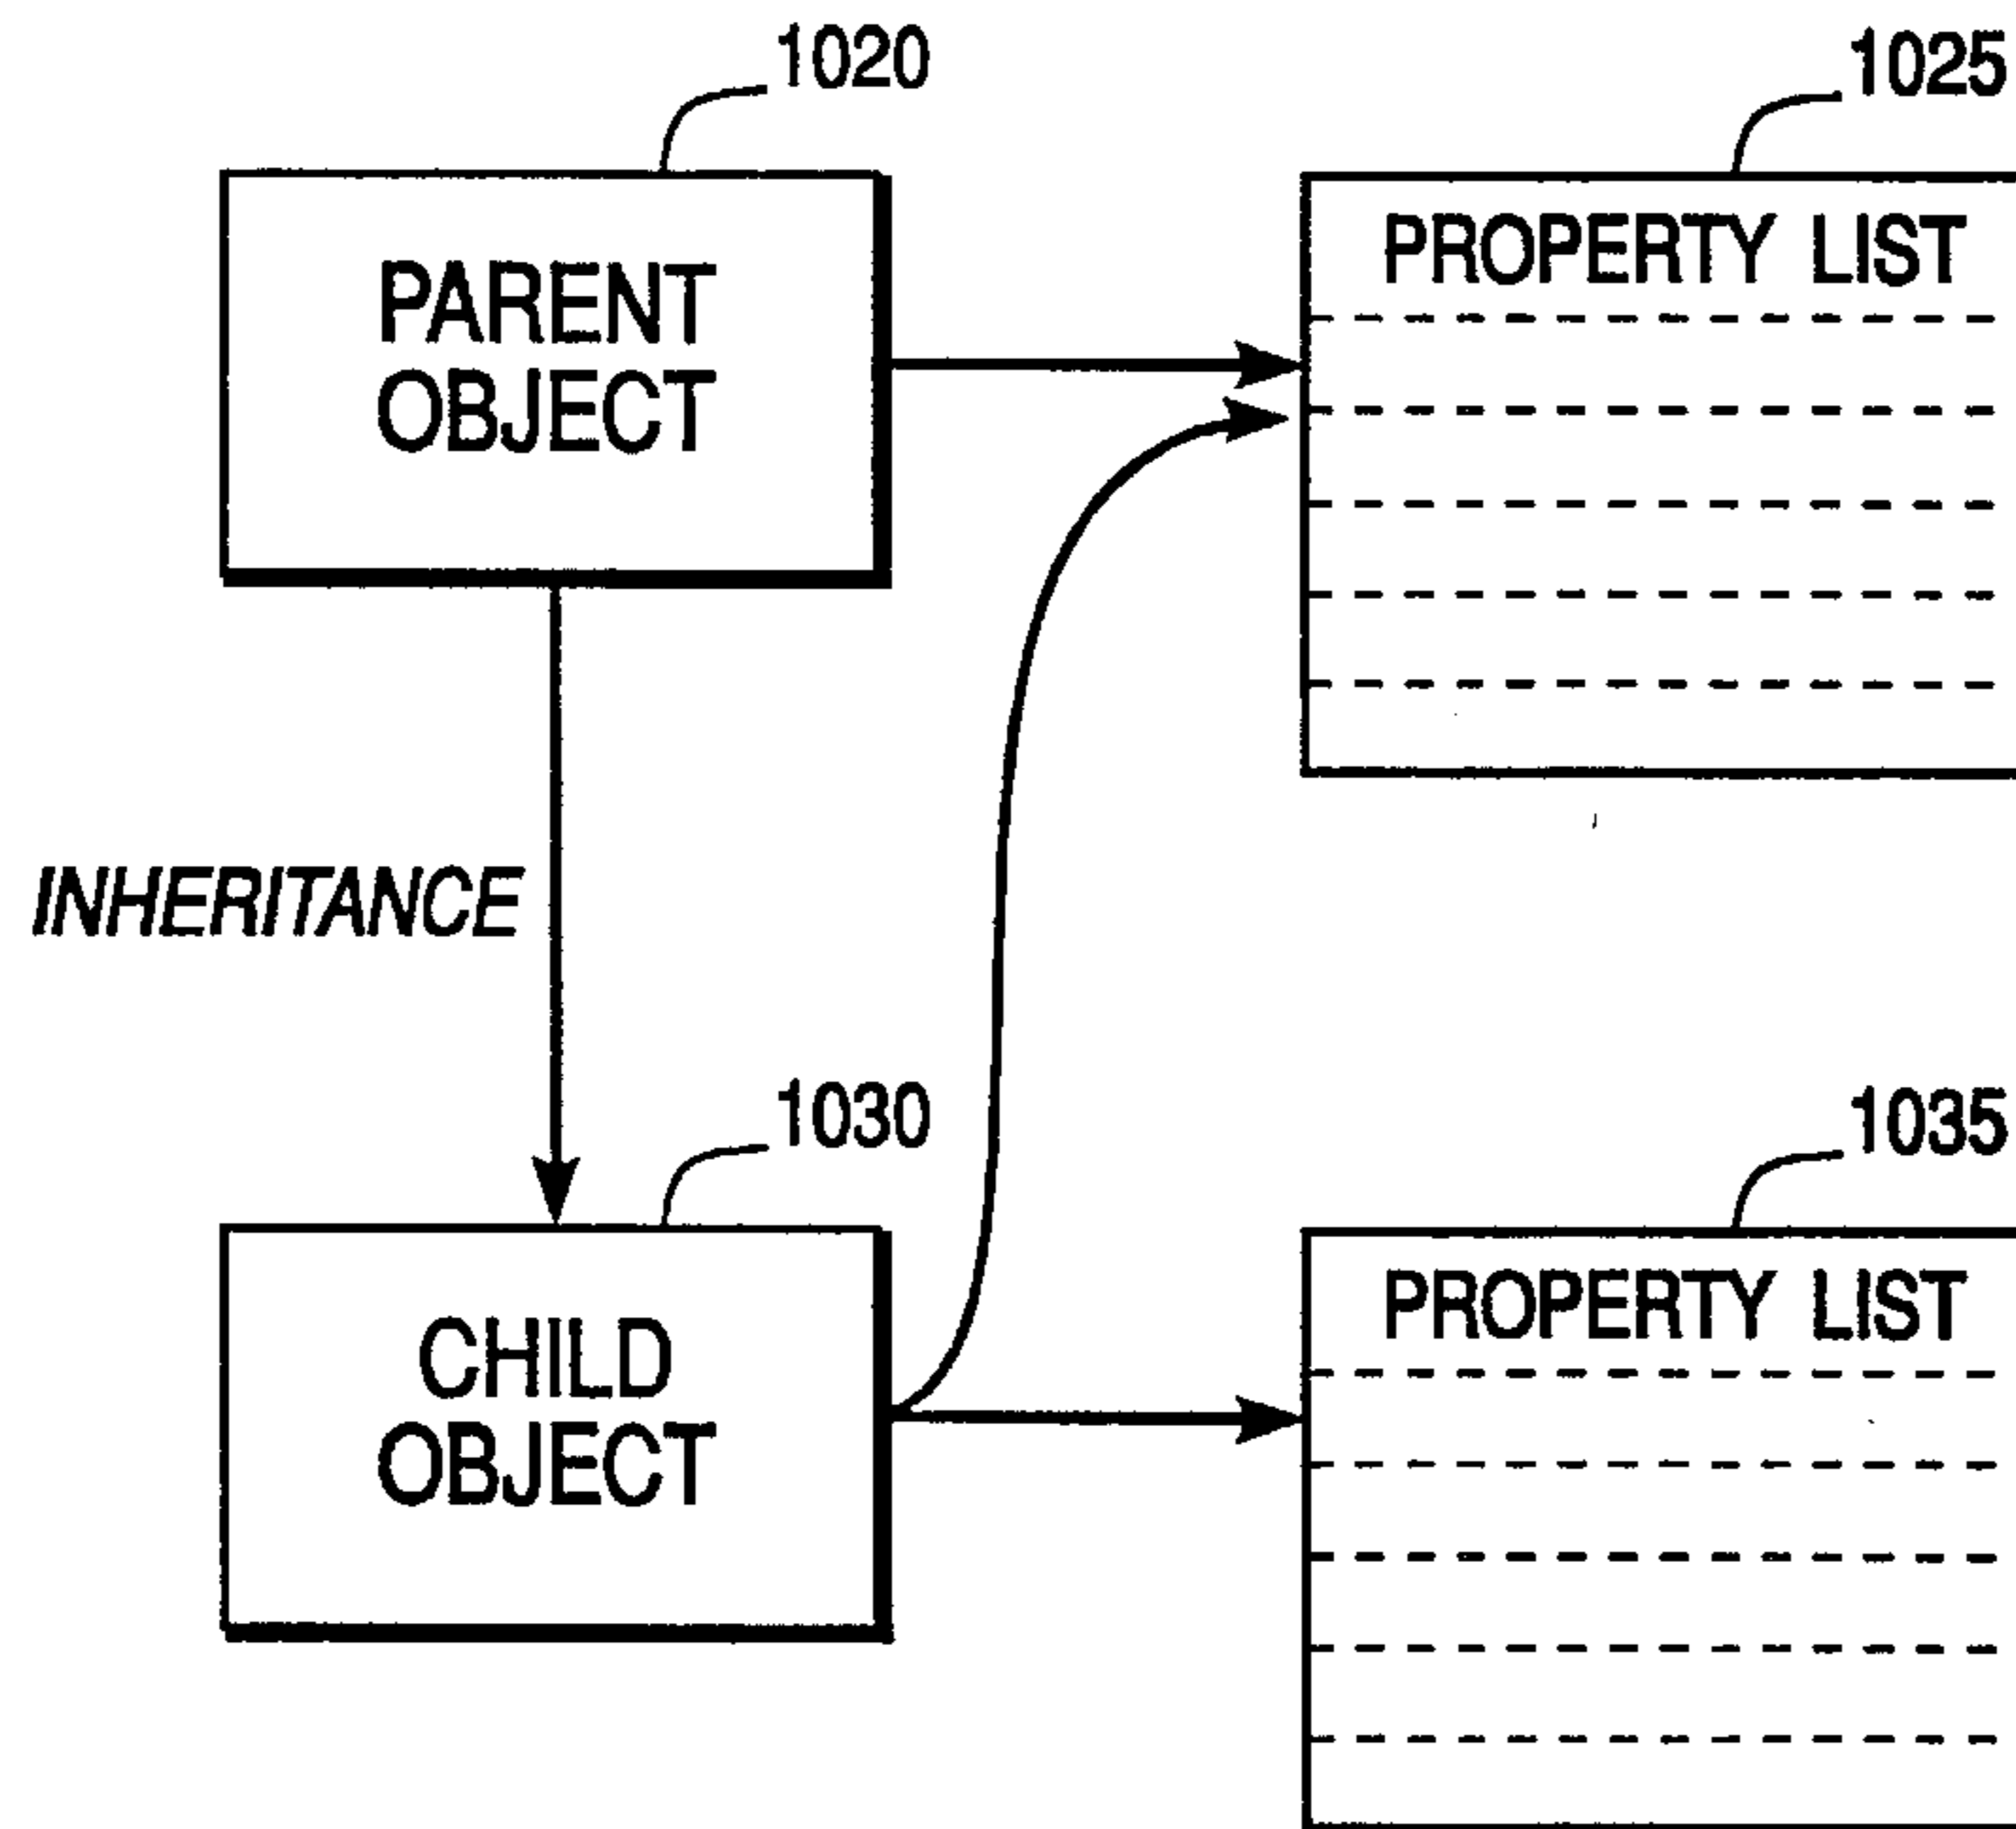 1020
1025
PARENT
OBJECT
PROPERTY LIST
INHERITANCE
1030
1035
CHILD
OBJECT
PROPERTY LIST